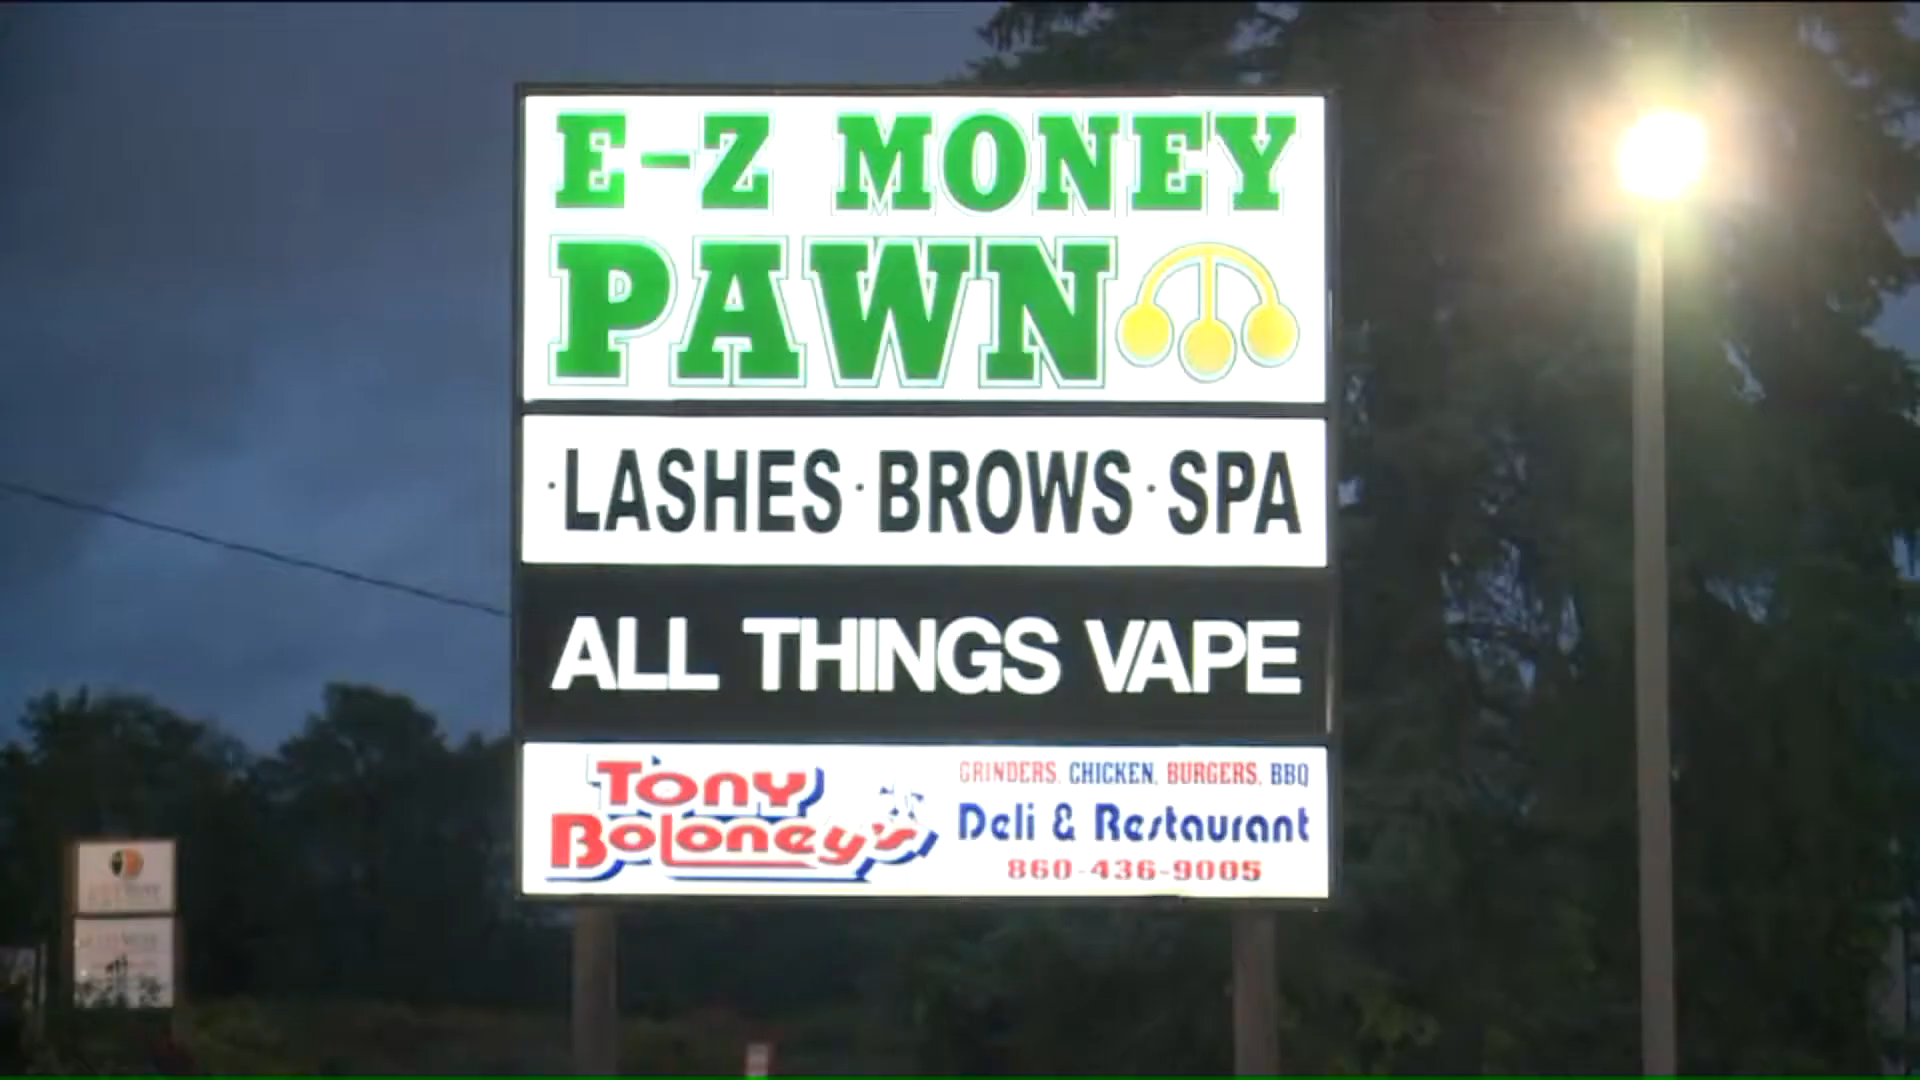 E-Z MONEY
PAWN
·LASHES·BROWS·SPA
ALL THINGS VAPE
Tony
Boloney's
GRINDERS, CHICKEN, BURGERS, BBQ
Deli & Restaurant
860-436-9005